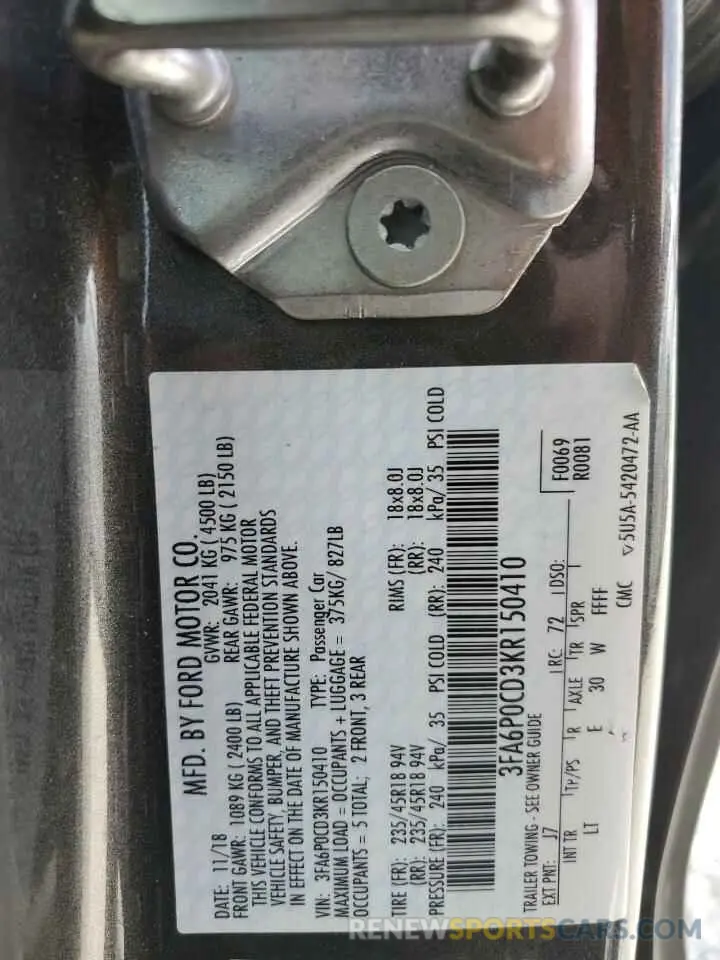 MFD. BY FORD MOTOR CO.
DATE: 11/18 GVWR: 2041 KG ( 4500 LB)
FRONT GAWR: 1089 KG ( 2400 LB) REAR GAWR: 975 KG ( 2150 LB)
THIS VEHICLE CONFORMS TO ALL APPLICABLE FEDERAL MOTOR
VEHICLE SAFETY, BUMPER, AND THEFT PREVENTION STANDARDS
IN EFFECT ON THE DATE OF MANUFACTURE SHOWN ABOVE.
VIN: 3FA6P0CD3KR150410 TYPE: Passenger Car
MAXIMUM LOAD = OCCUPANTS + LUGGAGE = 375KG/ 827LB
OCCUPANTS = 5 TOTAL; 2 FRONT, 3 REAR
TIRE (FR): 235/45R18 94V RIMS (FR): 18x8.0J
(RR): 235/45R18 94V (RR): 18x8.0J
PRESSURE (FR): 240 kPa/ 35 PSI COLD (RR): 240 kPa/ 35 PSI COLD
3FA6P0CD3KR150410
TRAILER TOWING - SEE OWNER GUIDE
F0069
R0081
EXT PNT: J7 RC: 72 DSO:
INT TR TP/PS R AXLE TR SPR
LT E 30 W FFFF
CMC ▽5U5A-5420472-AA
RENEWSPORTSCARS.COM